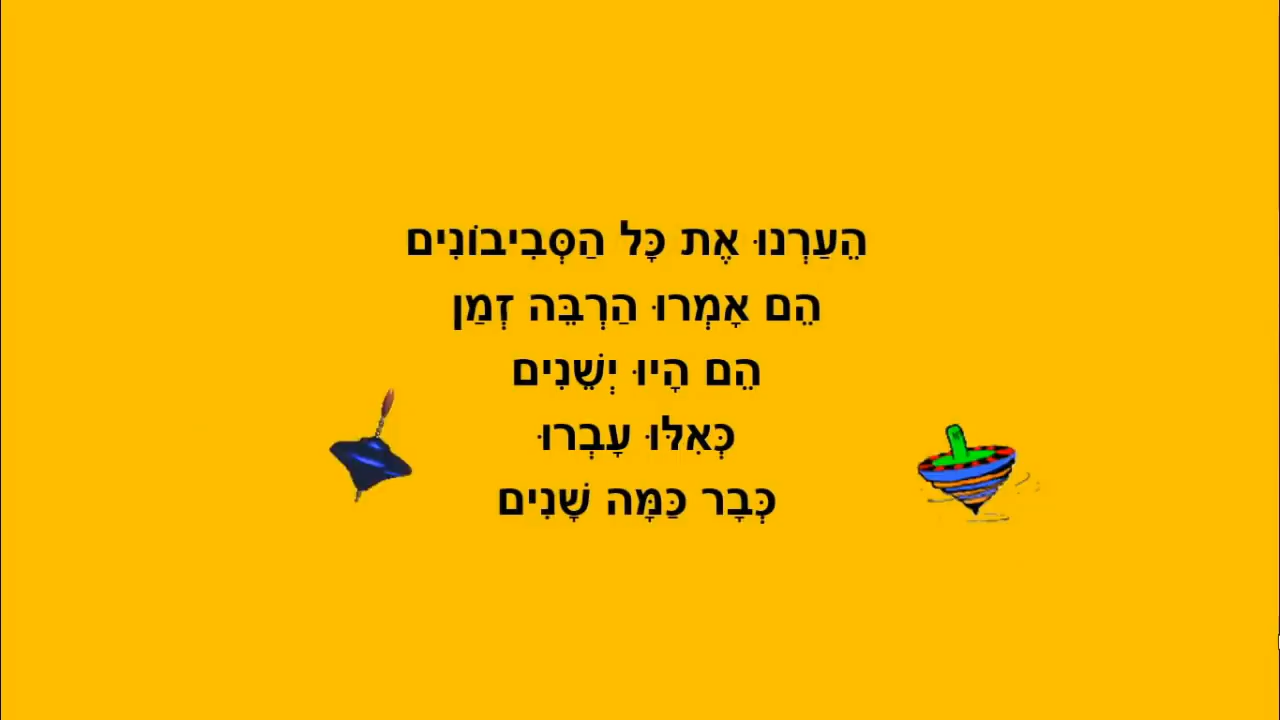 הֵעַרְנוּ אֶת כָּל הַסְּבִיבוֹנִים
הֵם אָמְרוּ הַרְבֵּה זְמַן
הֵם הָיוּ יְשֵׁנִים
כְּאִלּוּ עָבְרוּ
כְּבָר כַּמָּה שָׁנִים